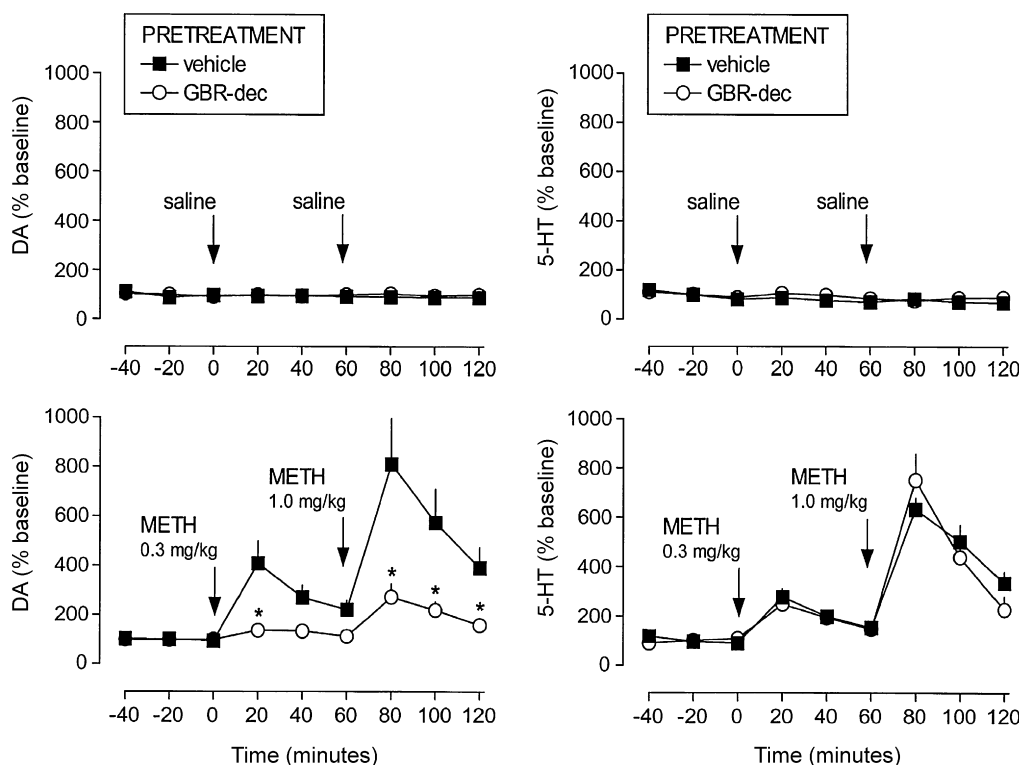 PRETREATMENT
vehicle
GBR-dec
DA (% baseline)
1000
800
600
400
200
0
saline
saline
-40 -20 0 20 40 60 80 100 120
PRETREATMENT
vehicle
GBR-dec
5-HT (% baseline)
1000
800
600
400
200
0
saline
saline
-40 -20 0 20 40 60 80 100 120
DA (% baseline)
1000
800
600
400
200
0
METH
0.3 mg/kg
METH
1.0 mg/kg
*
*
*
*
-40 -20 0 20 40 60 80 100 120
Time (minutes)
5-HT (% baseline)
1000
800
600
400
200
0
METH
0.3 mg/kg
METH
1.0 mg/kg
-40 -20 0 20 40 60 80 100 120
Time (minutes)